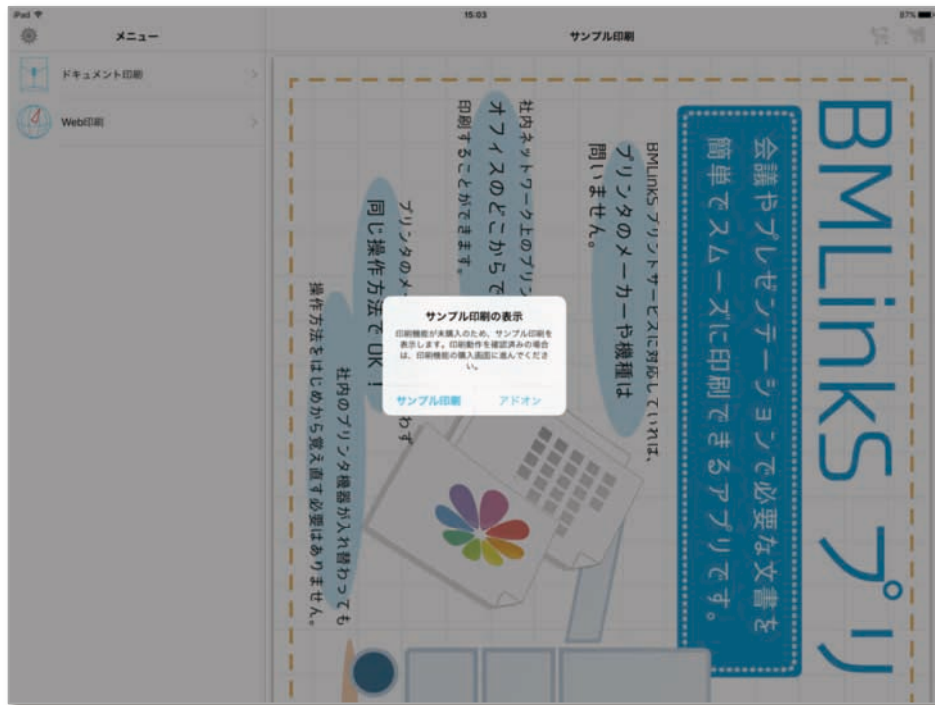 iPad
15:03
87%
メニュー
サンプル印刷
ドキュメント印刷
Web印刷
BMLinkS プリ
会議やプレゼンテーションで必要な文書を
簡単でスムーズに印刷できるアプリです。
BMLinkS プリントサービスに対応していれば、
プリンタのメーカーや機種は
問いません。
社内ネットワーク上のプリン
オフィスのどこからで
印刷することができます。
プリンタのメ
わず
同じ操作方法でOK!
社内のプリンタ機器が入れ替わっても
操作方法をはじめから覚え直す必要はありません。
サンプル印刷の表示
印刷機能が未購入のため、サンプル印刷を
表示します。印刷動作を確認済みの場合
は、印刷機能の購入画面に進んでくださ
い。
サンプル印刷
アドオン